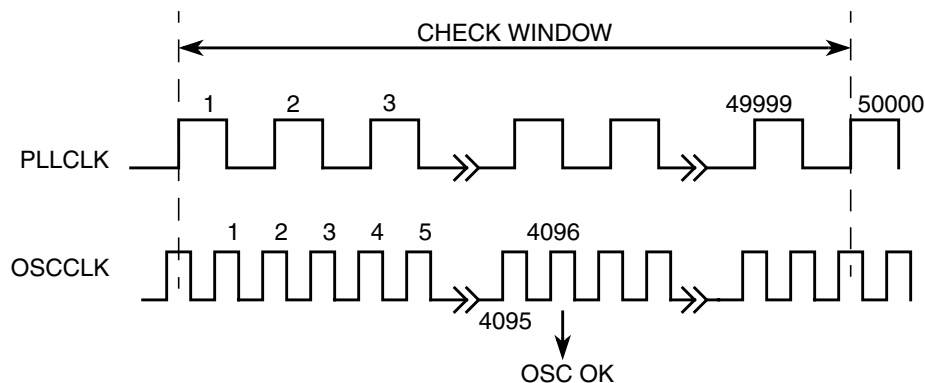 CHECK WINDOW
1 2 3 49999 50000
PLLCLK
1 2 3 4 5 4096
OSCCLK
4095
OSC OK